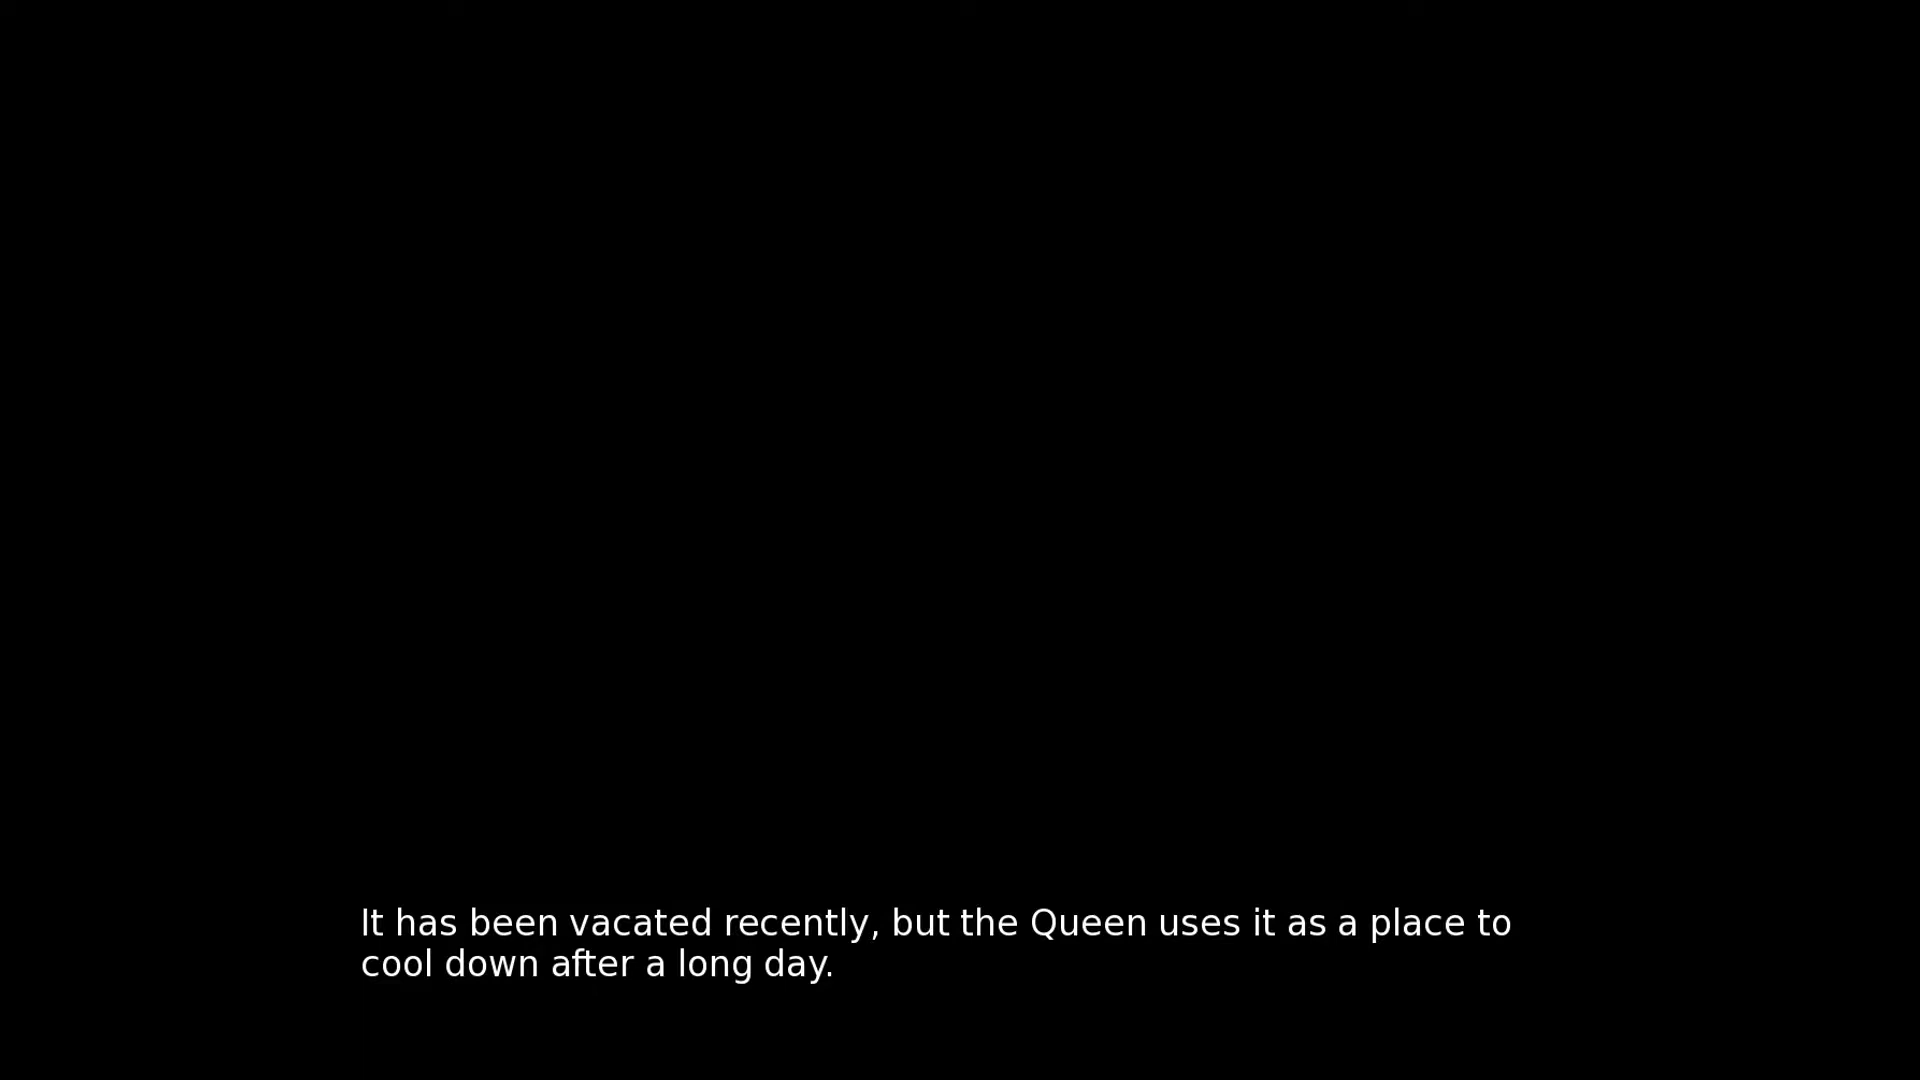 It has been vacated recently, but the Queen uses it as a place to
cool down after a long day.